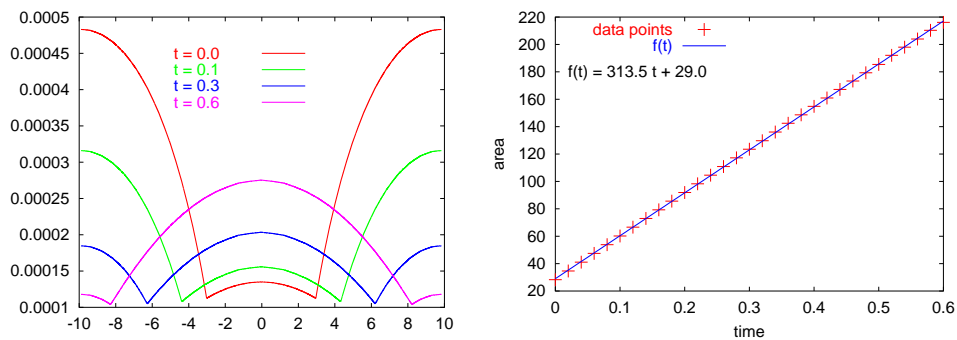 0.0005
0.00045
0.0004
0.00035
0.0003
0.00025
0.0002
0.00015
0.0001
-10 -8 -6 -4 -2 0 2 4 6 8 10
t = 0.0
t = 0.1
t = 0.3
t = 0.6
220
200
180
160
140
120
100
80
60
40
20
0 0.1 0.2 0.3 0.4 0.5 0.6
area
time
data points
f(t)
f(t) = 313.5 t + 29.0